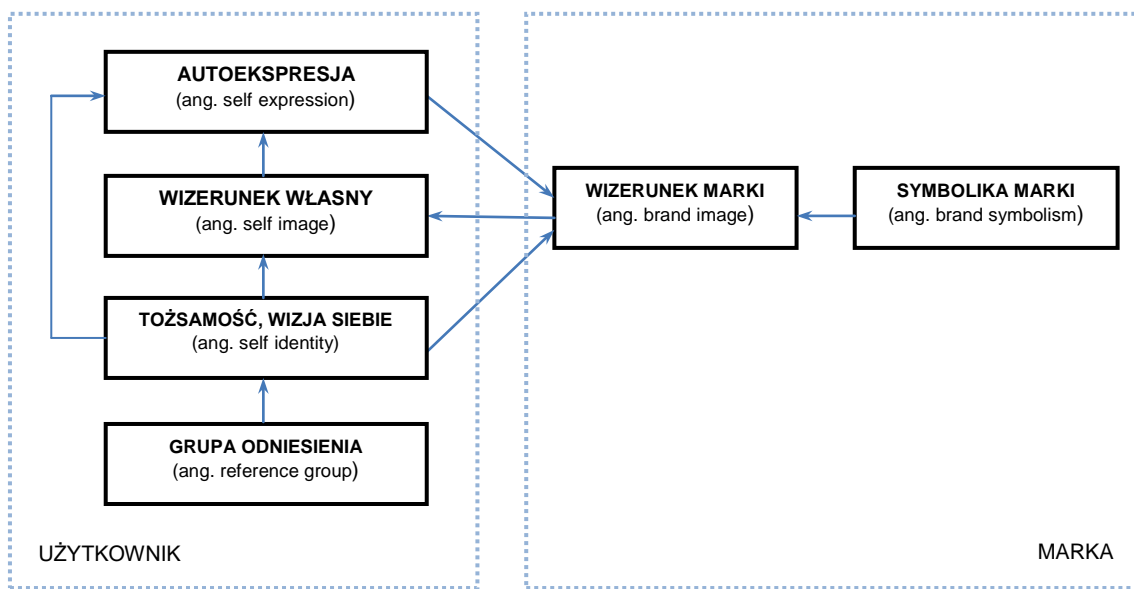 AUTOEKSPRESJA
(ang. self expression)
WIZERUNEK WŁASNY
(ang. self image)
TOŻSAMOŚĆ, WIZJA SIEBIE
(ang. self identity)
GRUPA ODNIESIENIA
(ang. reference group)
UŻYTKOWNIK
WIZERUNEK MARKI
(ang. brand image)
SYMBOLIKA MARKI
(ang. brand symbolism)
MARKA